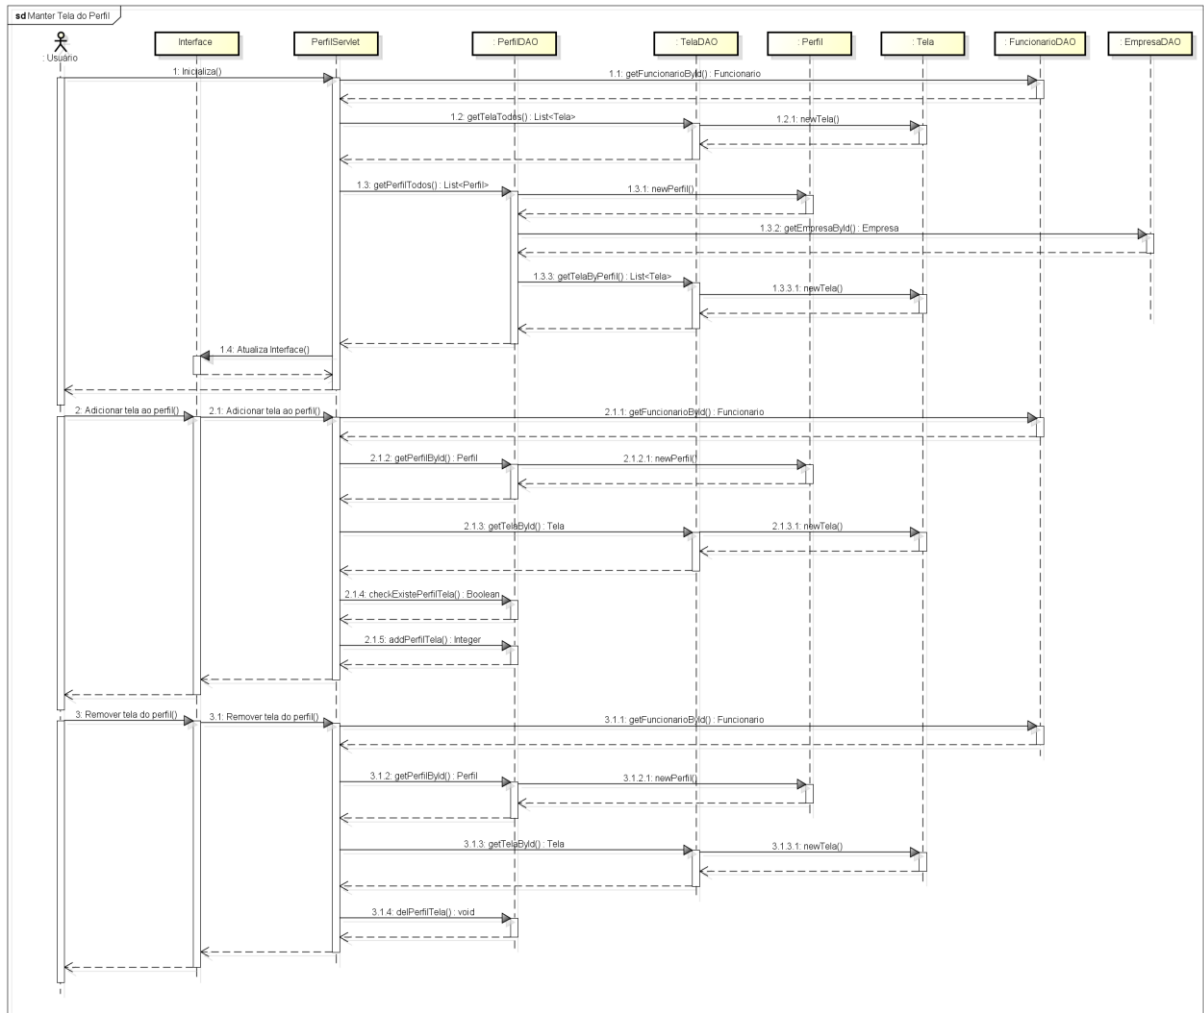 sd Manter Tela do Perfil
: Usuário
Interface
PerfilServlet
: PerfilDAO
: TelaDAO
: Perfil
: Tela
: FuncionarioDAO
: EmpresaDAO
1: Inicializa()
1.1: getFuncionarioById() : Funcionario
1.2: getTelaTodos() : List<Tela>
1.2.1: newTela()
1.3: getPerfilTodos() : List<Perfil>
1.3.1: newPerfil()
1.3.2: getEmpresaById() : Empresa
1.3.3: getTelaByPerfil() : List<Tela>
1.3.3.1: newTela()
1.4: Atualiza Interface()
2: Adicionar tela ao perfil()
2.1: Adicionar tela ao perfil()
2.1.1: getFuncionarioById() : Funcionario
2.1.2: getPerfilById() : Perfil
2.1.2.1: newPerfil()
2.1.3: getTelaById() : Tela
2.1.3.1: newTela()
2.1.4: checkExistePerfilTela() : Boolean
2.1.5: addPerfilTela() : Integer
3: Remover tela do perfil()
3.1: Remover tela do perfil()
3.1.1: getFuncionarioById() : Funcionario
3.1.2: getPerfilById() : Perfil
3.1.2.1: newPerfil()
3.1.3: getTelaById() : Tela
3.1.3.1: newTela()
3.1.4: delPerfilTela() : void